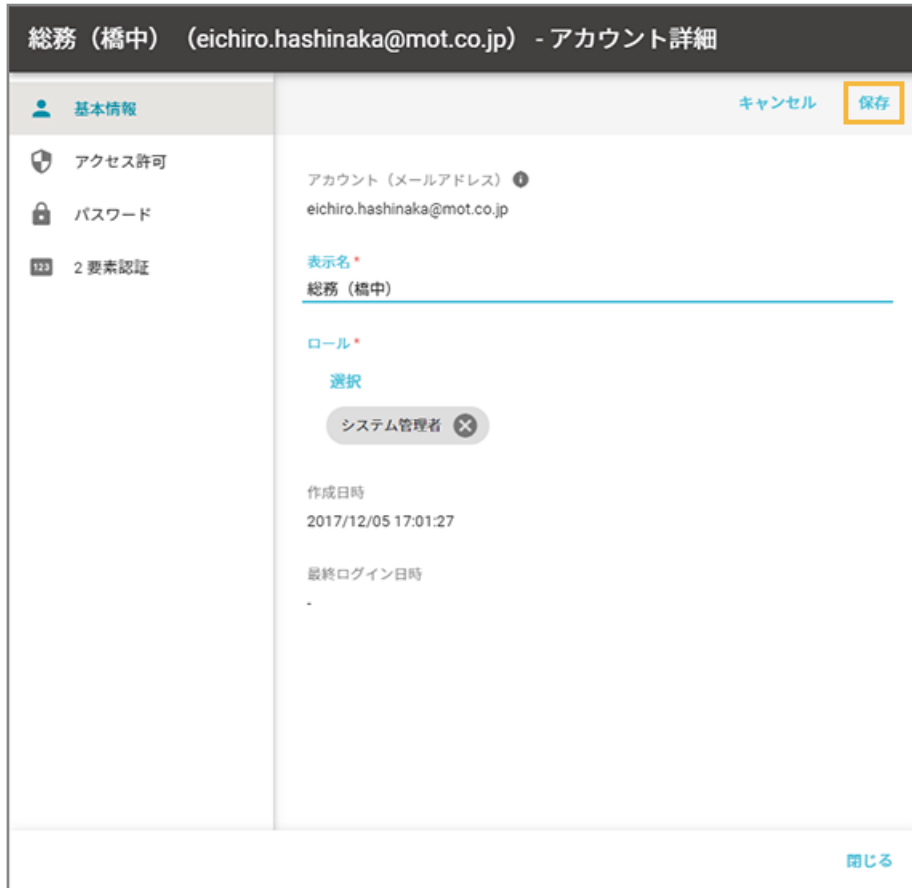 総務（橋中）（eichiro.hashinaka@mot.co.jp） - アカウント詳細
基本情報
アクセス許可
パスワード
123
2 要素認証
キャンセル 保存
アカウント（メールアドレス）
eichiro.hashinaka@mot.co.jp
表示名 *
総務（橋中）
ロール *
選択
システム管理者
作成日時
2017/12/05 17:01:27
最終ログイン日時
-
閉じる